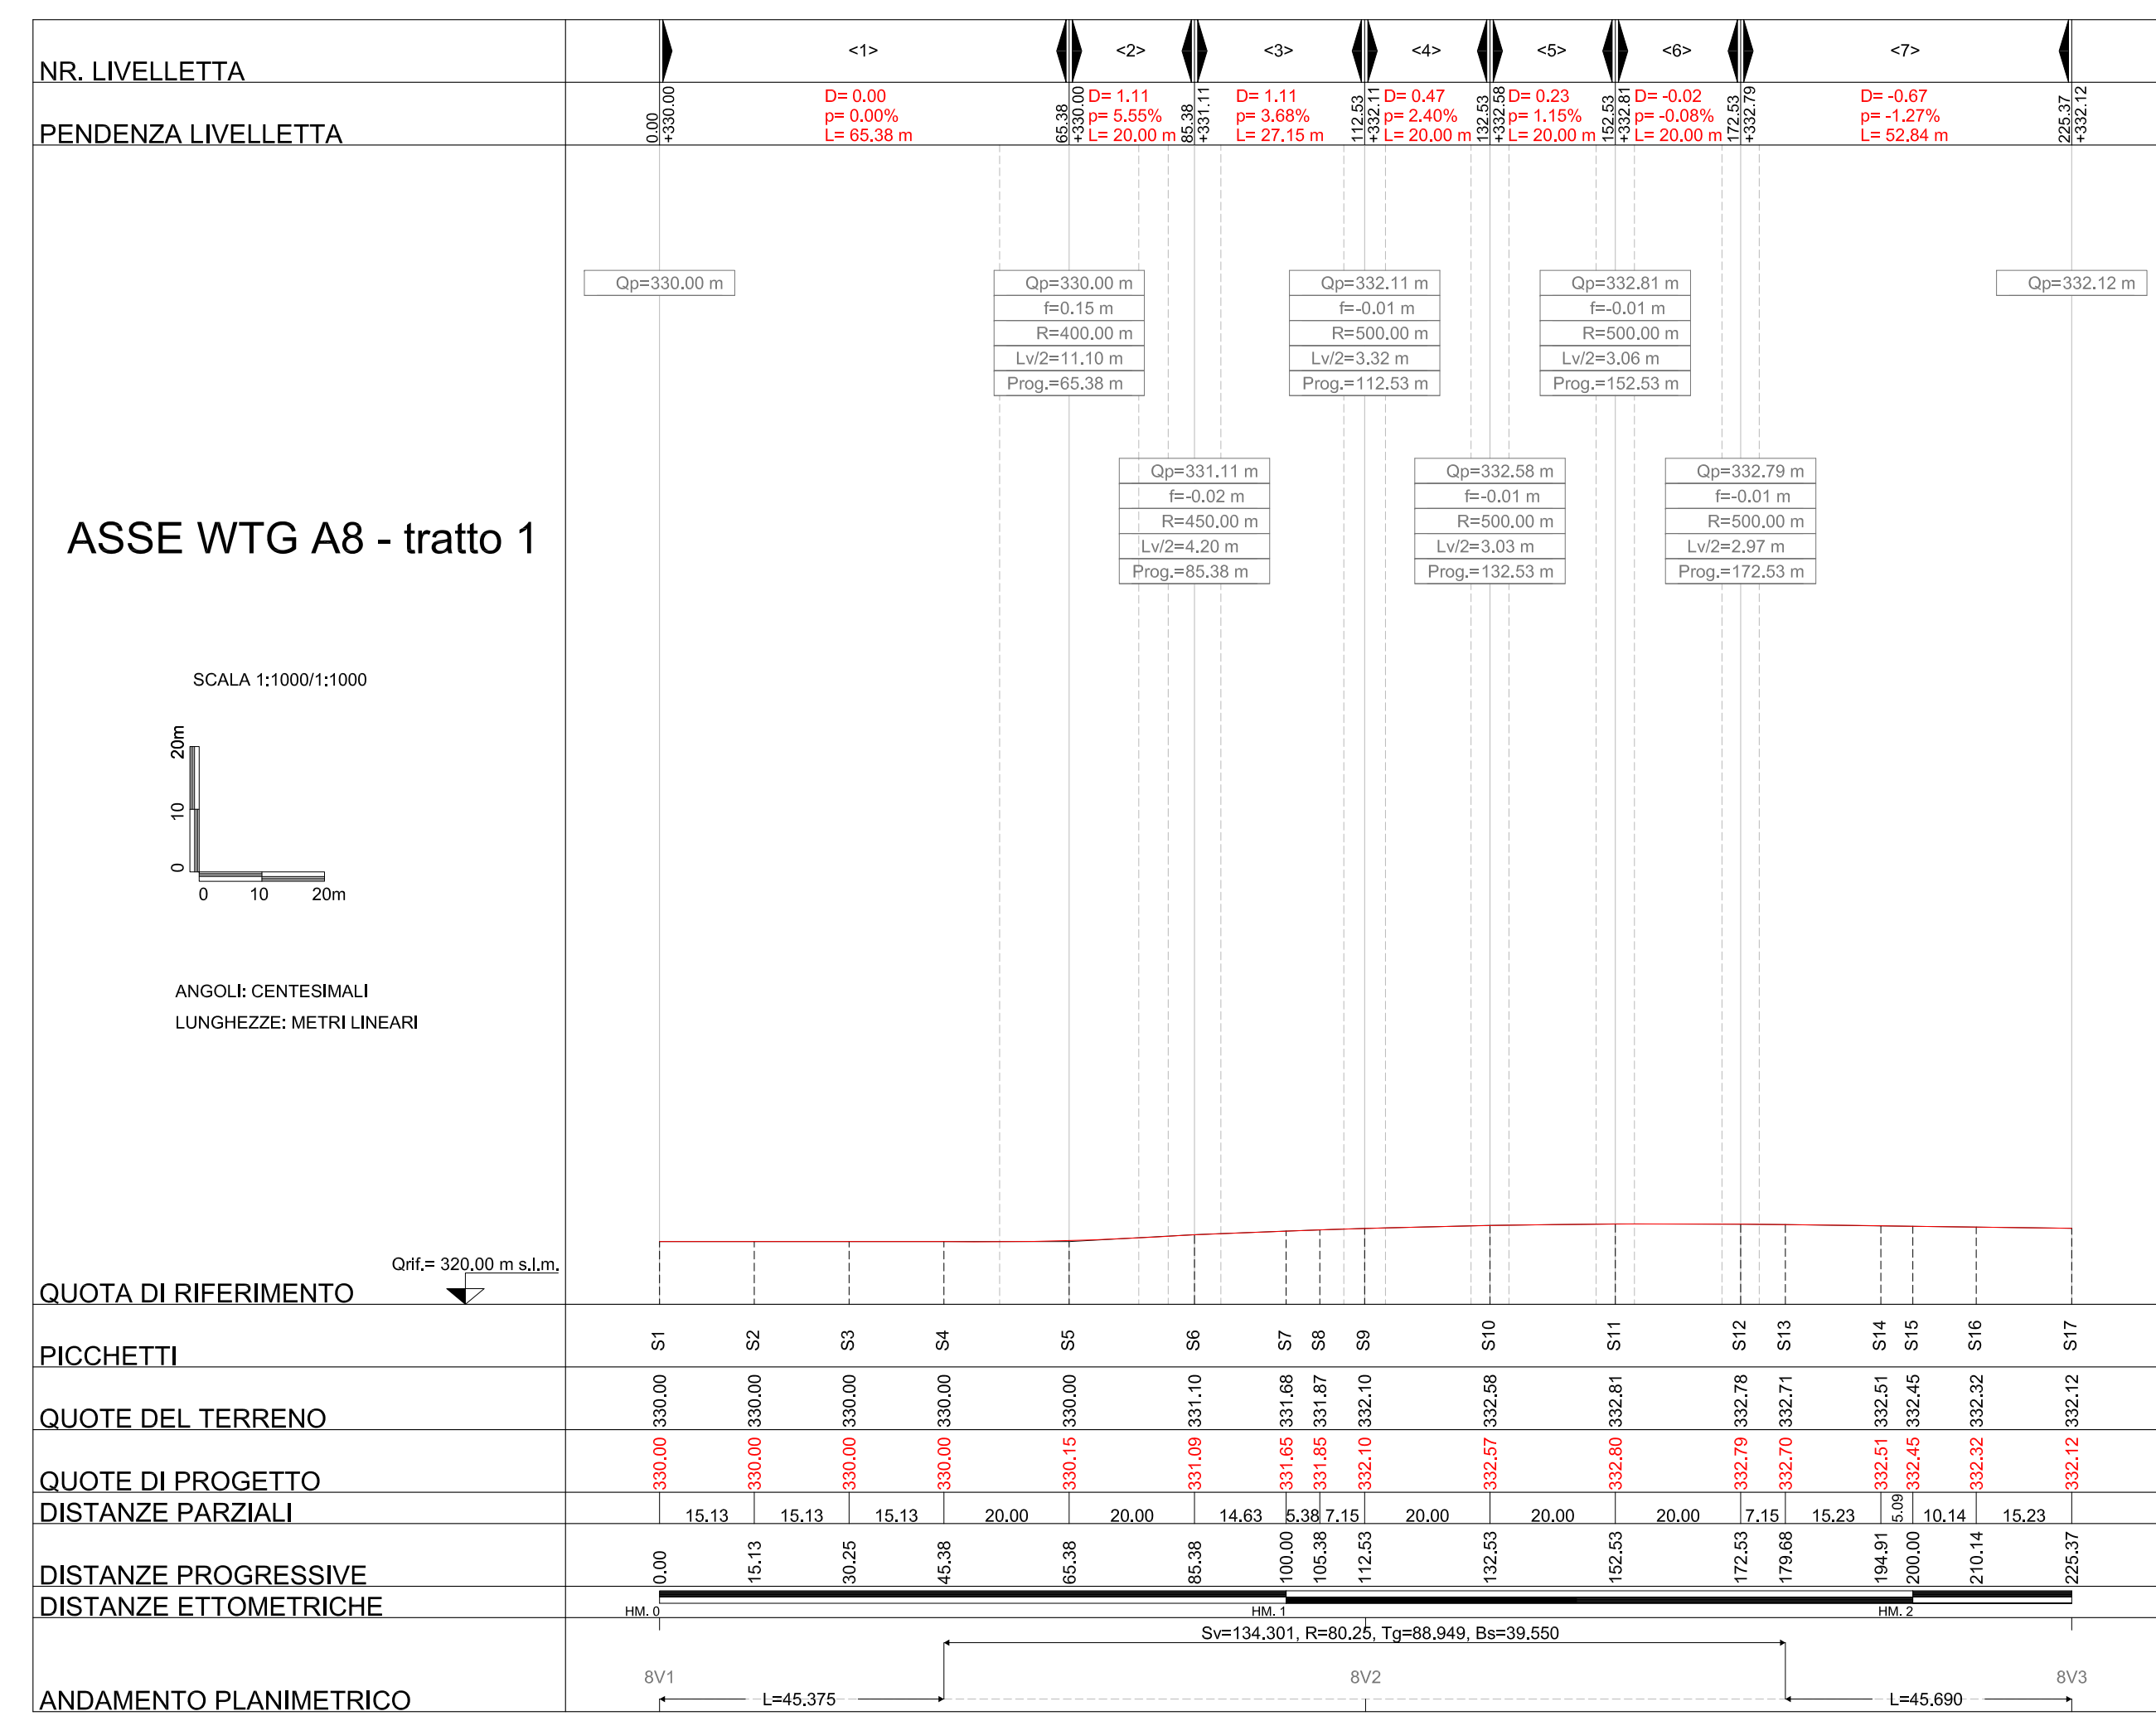 NR. LIVELLETTA
<1> <2> <3> <4> <5> <6> <7>
PENDENZA LIVELLETTA
0.00
+330.00
D= 0.00
p= 0.00%
L= 65.38 m
65.38
+330.00
D= 1.11
p= 5.55%
L= 20.00 m
85.38
+331.11
D= 1.11
p= 3.68%
L= 27.15 m
112.53
+332.11
D= 0.47
p= 2.40%
L= 20.00 m
132.53
+332.58
D= 0.23
p= 1.15%
L= 20.00 m
152.53
+332.81
D= -0.02
p= -0.08%
L= 20.00 m
172.53
+332.79
D= -0.67
p= -1.27%
L= 52.84 m
225.37
+332.12
Qp=330.00 m
Qp=330.00 m
f=0.15 m
R=400.00 m
Lv/2=11.10 m
Prog.=65.38 m
Qp=332.11 m
f=-0.01 m
R=500.00 m
Lv/2=3.32 m
Prog.=112.53 m
Qp=332.81 m
f=-0.01 m
R=500.00 m
Lv/2=3.06 m
Prog.=152.53 m
Qp=332.12 m
Qp=331.11 m
f=-0.02 m
R=450.00 m
Lv/2=4.20 m
Prog.=85.38 m
Qp=332.58 m
f=-0.01 m
R=500.00 m
Lv/2=3.03 m
Prog.=132.53 m
Qp=332.79 m
f=-0.01 m
R=500.00 m
Lv/2=2.97 m
Prog.=172.53 m
ASSE WTG A8 - tratto 1
SCALA 1:1000/1:1000
20m
10
0
0 10 20m
ANGOLI: CENTESIMALI
LUNGHEZZE: METRI LINEARI
Qrif.= 320.00 m s.l.m.
QUOTA DI RIFERIMENTO
PICCHETTI
S1 S2 S3 S4 S5 S6 S7 S8 S9 S10 S11 S12 S13 S14 S15 S16 S17
QUOTE DEL TERRENO
330.00 330.00 330.00 330.00 330.00 331.10 331.68 331.87 332.10 332.58 332.81 332.78 332.71 332.51 332.45 332.32 332.12
QUOTE DI PROGETTO
330.00 330.00 330.00 330.00 330.15 331.09 331.65 331.85 332.10 332.57 332.80 332.79 332.70 332.51 332.45 332.32 332.12
DISTANZE PARZIALI
15.13 15.13 15.13 20.00 20.00 14.63 5.38 7.15 20.00 20.00 20.00 7.15 15.23 5.09 10.14 15.23
DISTANZE PROGRESSIVE
0.00 15.13 30.25 45.38 65.38 85.38 100.00 105.38 112.53 132.53 152.53 172.53 179.68 194.91 200.00 210.14 225.37
DISTANZE ETTOMETRICHE
HM. 0 HM. 1 HM. 2
Sv=134.301, R=80.25, Tg=88.949, Bs=39.550
8V1 8V2 8V3
ANDAMENTO PLANIMETRICO
L=45.375 L=45.690